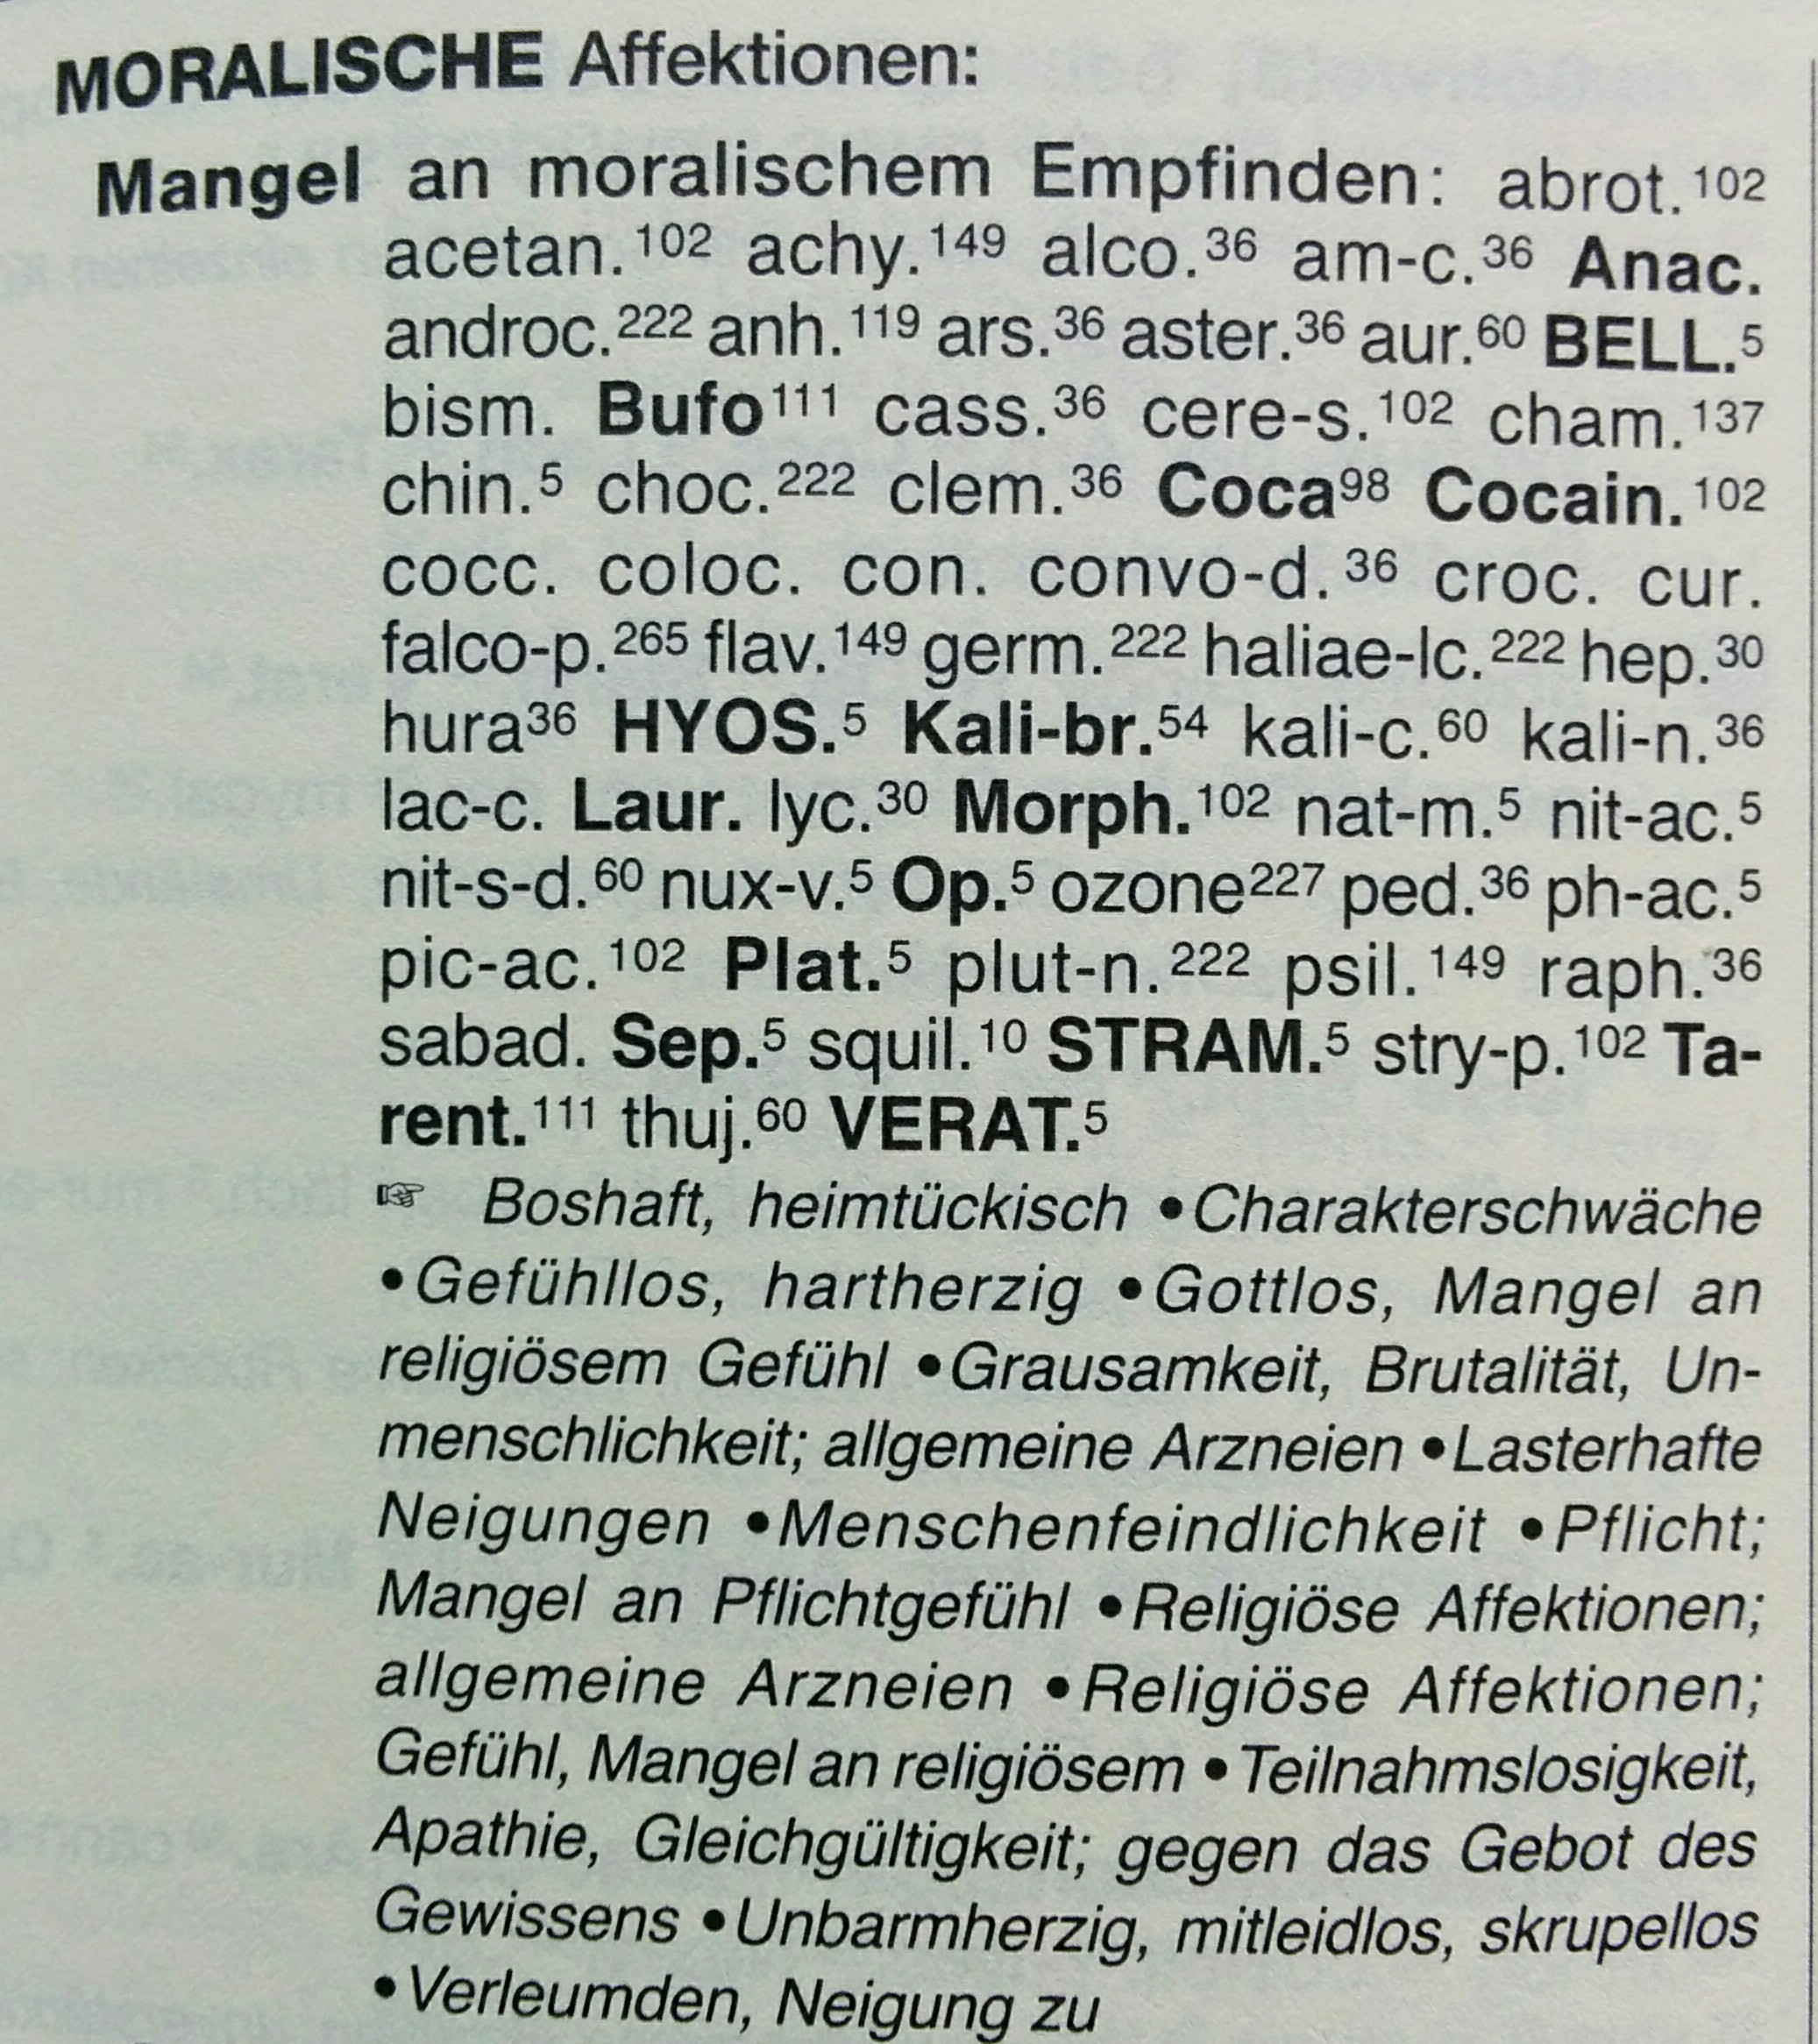 MORALISCHE Affektionen:
Mangel an moralischem Empfinden: abrot.¹⁰²
acetan.¹⁰² achy.¹⁴⁹ alco.³⁶ am-c.³⁶ Anac.
androc.²²² anh.¹¹⁹ ars.³⁶ aster.³⁶ aur.⁶⁰ BELL.⁵
bism. Bufo¹¹¹ cass.³⁶ cere-s.¹⁰² cham.¹³⁷
chin.⁵ choc.²²² clem.³⁶ Coca⁹⁸ Cocain.¹⁰²
cocc. coloc. con. convo-d.³⁶ croc. cur.
falco-p.²⁶⁵ flav.¹⁴⁹ germ.²²² haliae-lc.²²² hep.³⁰
hura³⁶ HYOS.⁵ Kali-br.⁵⁴ kali-c.⁶⁰ kali-n.³⁶
lac-c. Laur. lyc.³⁰ Morph.¹⁰² nat-m.⁵ nit-ac.⁵
nit-s-d.⁶⁰ nux-v.⁵ Op.⁵ ozone²²⁷ ped.³⁶ ph-ac.⁵
pic-ac.¹⁰² Plat.⁵ plut-n.²²² psil.¹⁴⁹ raph.³⁶
sabad. Sep.⁵ squil.¹⁰ STRAM.⁵ stry-p.¹⁰² Ta-
rent.¹¹¹ thuj.⁶⁰ VERAT.⁵
☞ Boshaft, heimtückisch •Charakterschwäche
•Gefühllos, hartherzig •Gottlos, Mangel an
religiösem Gefühl •Grausamkeit, Brutalität, Un-
menschlichkeit; allgemeine Arzneien •Lasterhafte
Neigungen •Menschenfeindlichkeit •Pflicht;
Mangel an Pflichtgefühl •Religiöse Affektionen;
allgemeine Arzneien •Religiöse Affektionen;
Gefühl, Mangel an religiösem •Teilnahmslosigkeit,
Apathie, Gleichgültigkeit; gegen das Gebot des
Gewissens •Unbarmherzig, mitleidlos, skrupellos
•Verleumden, Neigung zu